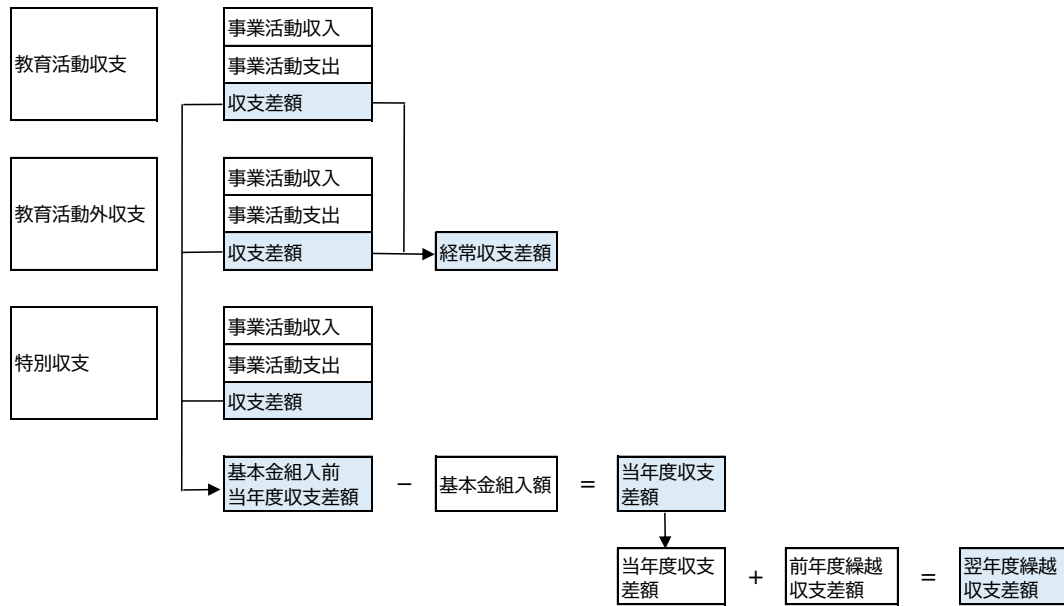 事業活動収入
教育活動収支
事業活動支出
収支差額
事業活動収入
教育活動外収支
事業活動支出
収支差額
経常収支差額
事業活動収入
特別収支
事業活動支出
収支差額
基本金組入前
当年度収支差額
−
基本金組入額
=
当年度収支
差額
当年度収支
差額
+
前年度繰越
収支差額
=
翌年度繰越
収支差額